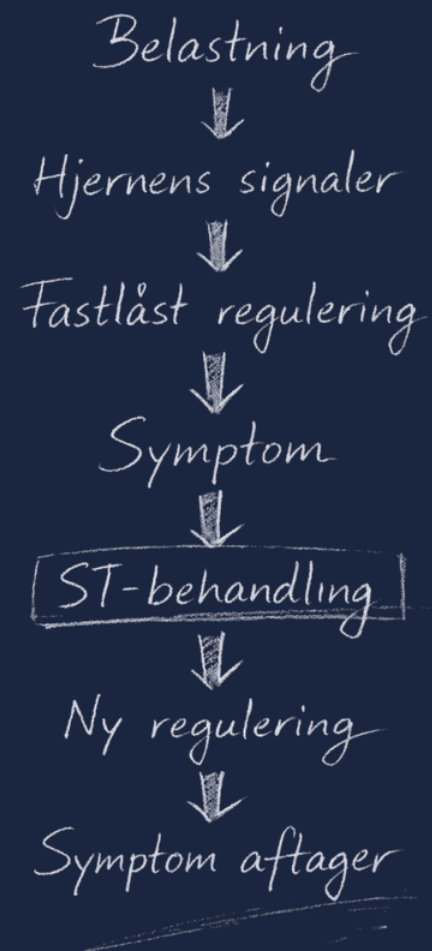 Belastning
Hjernens signaler
Fastlåst regulering
Symptom
ST-behandling
Ny regulering
Symptom aftager